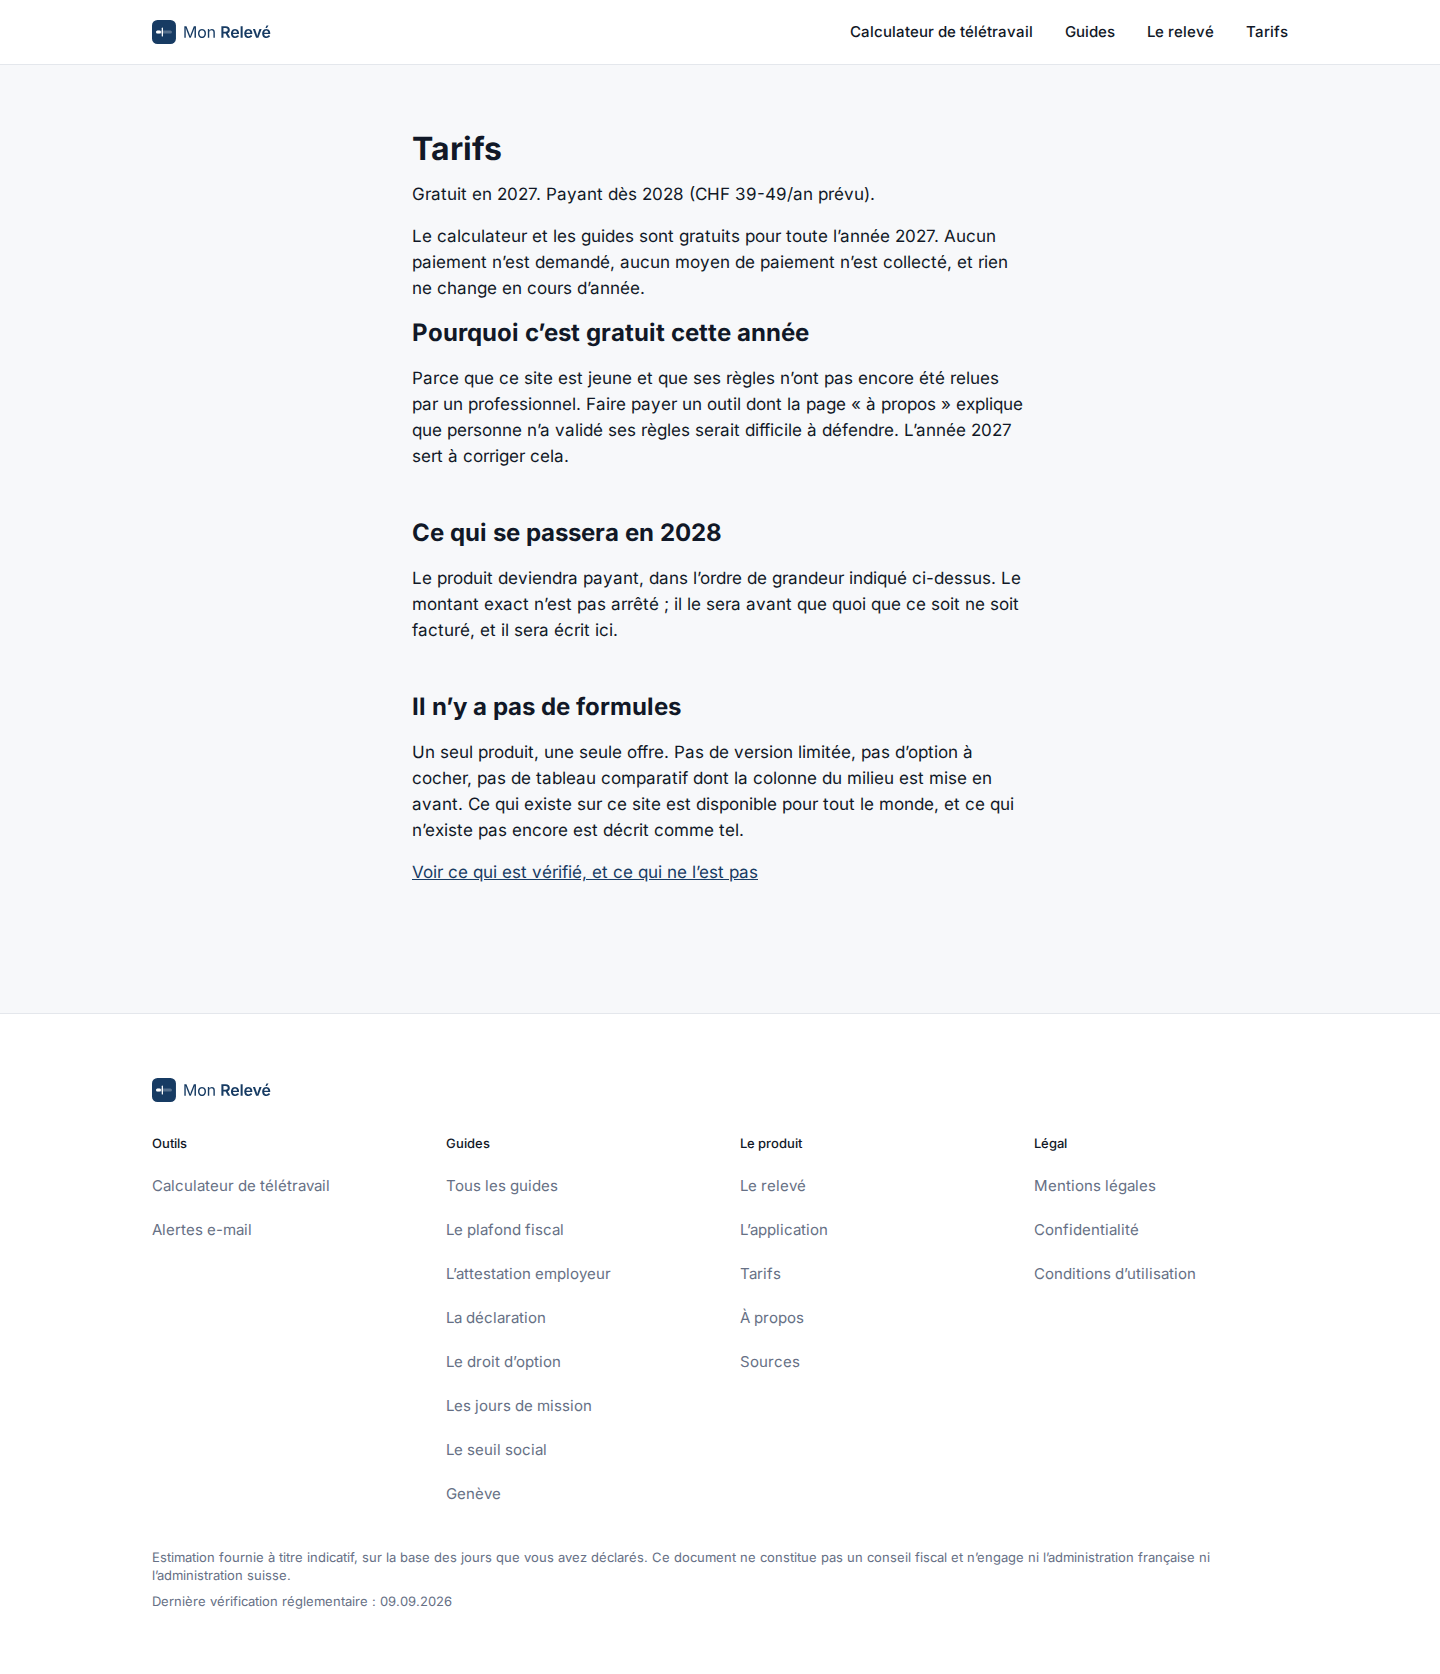 Mon Relevé
Calculateur de télétravail
Guides
Le relevé
Tarifs
Tarifs
Gratuit en 2027. Payant dès 2028 (CHF 39-49/an prévu).
Le calculateur et les guides sont gratuits pour toute l’année 2027. Aucun
paiement n’est demandé, aucun moyen de paiement n’est collecté, et rien
ne change en cours d’année.
Pourquoi c’est gratuit cette année
Parce que ce site est jeune et que ses règles n’ont pas encore été relues
par un professionnel. Faire payer un outil dont la page « à propos » explique
que personne n’a validé ses règles serait difficile à défendre. L’année 2027
sert à corriger cela.
Ce qui se passera en 2028
Le produit deviendra payant, dans l’ordre de grandeur indiqué ci-dessus. Le
montant exact n’est pas arrêté ; il le sera avant que quoi que ce soit ne soit
facturé, et il sera écrit ici.
Il n’y a pas de formules
Un seul produit, une seule offre. Pas de version limitée, pas d’option à
cocher, pas de tableau comparatif dont la colonne du milieu est mise en
avant. Ce qui existe sur ce site est disponible pour tout le monde, et ce qui
n’existe pas encore est décrit comme tel.
Voir ce qui est vérifié, et ce qui ne l’est pas
Mon Relevé
Outils
Calculateur de télétravail
Alertes e-mail
Guides
Tous les guides
Le plafond fiscal
L’attestation employeur
La déclaration
Le droit d’option
Les jours de mission
Le seuil social
Genève
Le produit
Le relevé
L’application
Tarifs
À propos
Sources
Légal
Mentions légales
Confidentialité
Conditions d’utilisation
Estimation fournie à titre indicatif, sur la base des jours que vous avez déclarés. Ce document ne constitue pas un conseil fiscal et n’engage ni l’administration française ni
l’administration suisse.
Dernière vérification réglementaire : 09.09.2026